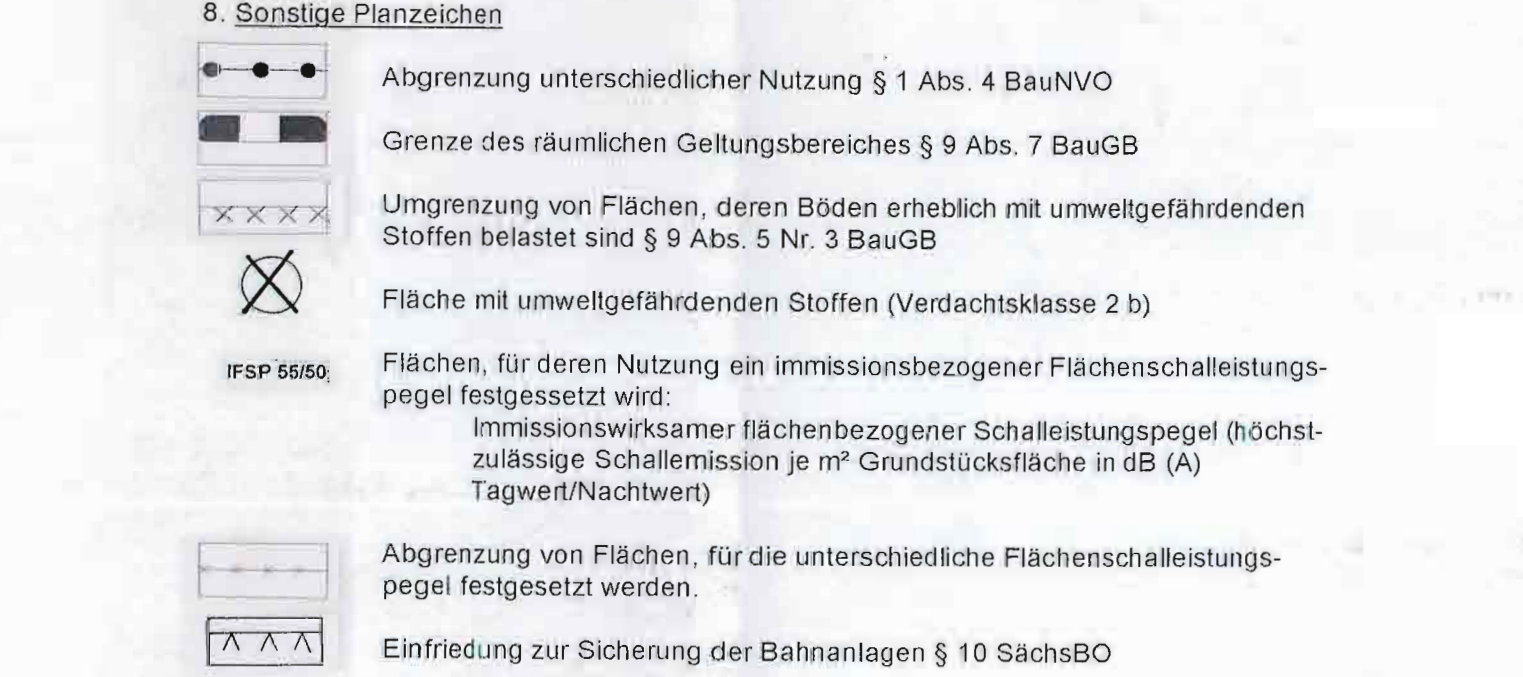 8. Sonstige Planzeichen
Abgrenzung unterschiedlicher Nutzung § 1 Abs. 4 BauNVO
Grenze des räumlichen Geltungsbereiches § 9 Abs. 7 BauGB
Umgrenzung von Flächen, deren Böden erheblich mit umweltgefährdenden
Stoffen belastet sind § 9 Abs. 5 Nr. 3 BauGB
Fläche mit umweltgefährdenden Stoffen (Verdachtsklasse 2 b)
IFSP 55/50
Flächen, für deren Nutzung ein immissionsbezogener Flächenschalleistungs-
pegel festgessetzt wird:
Immissionswirksamer flächenbezogener Schalleistungspegel (höchst-
zulässige Schallemission je m² Grundstücksfläche in dB (A)
Tagwert/Nachtwert)
Abgrenzung von Flächen, für die unterschiedliche Flächenschalleistungs-
pegel festgesetzt werden.
Einfriedung zur Sicherung der Bahnanlagen § 10 SächsBO